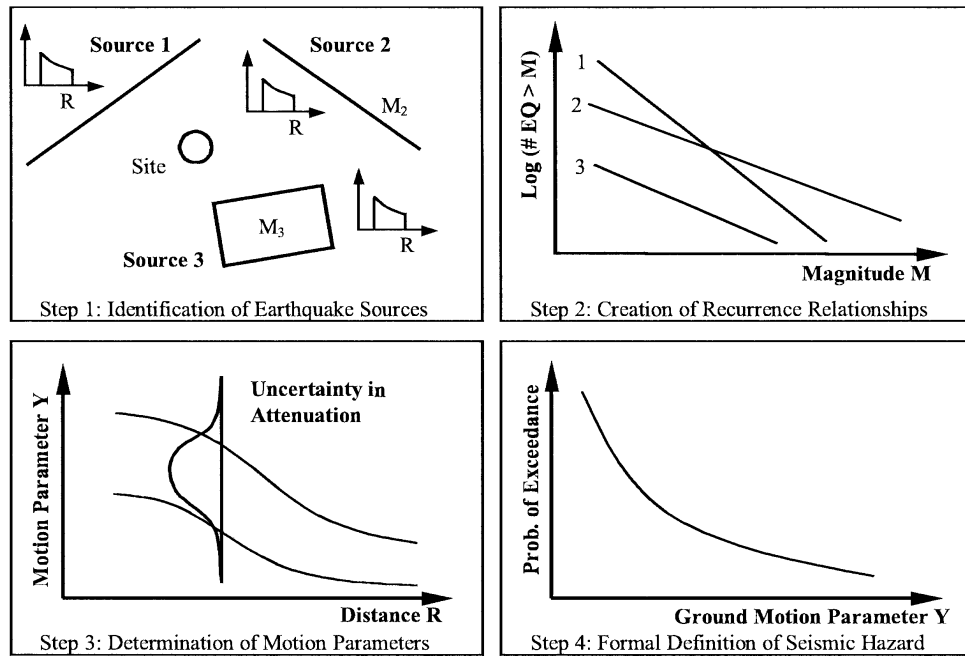 Source 1
R
Source 2
R
M₂
Site
M₃
R
Source 3
Step 1: Identification of Earthquake Sources
Log (# EQ > M)
1
2
3
Magnitude M
Step 2: Creation of Recurrence Relationships
Motion Parameter Y
Uncertainty in
Attenuation
Distance R
Step 3: Determination of Motion Parameters
Prob. of Exceedance
Ground Motion Parameter Y
Step 4: Formal Definition of Seismic Hazard